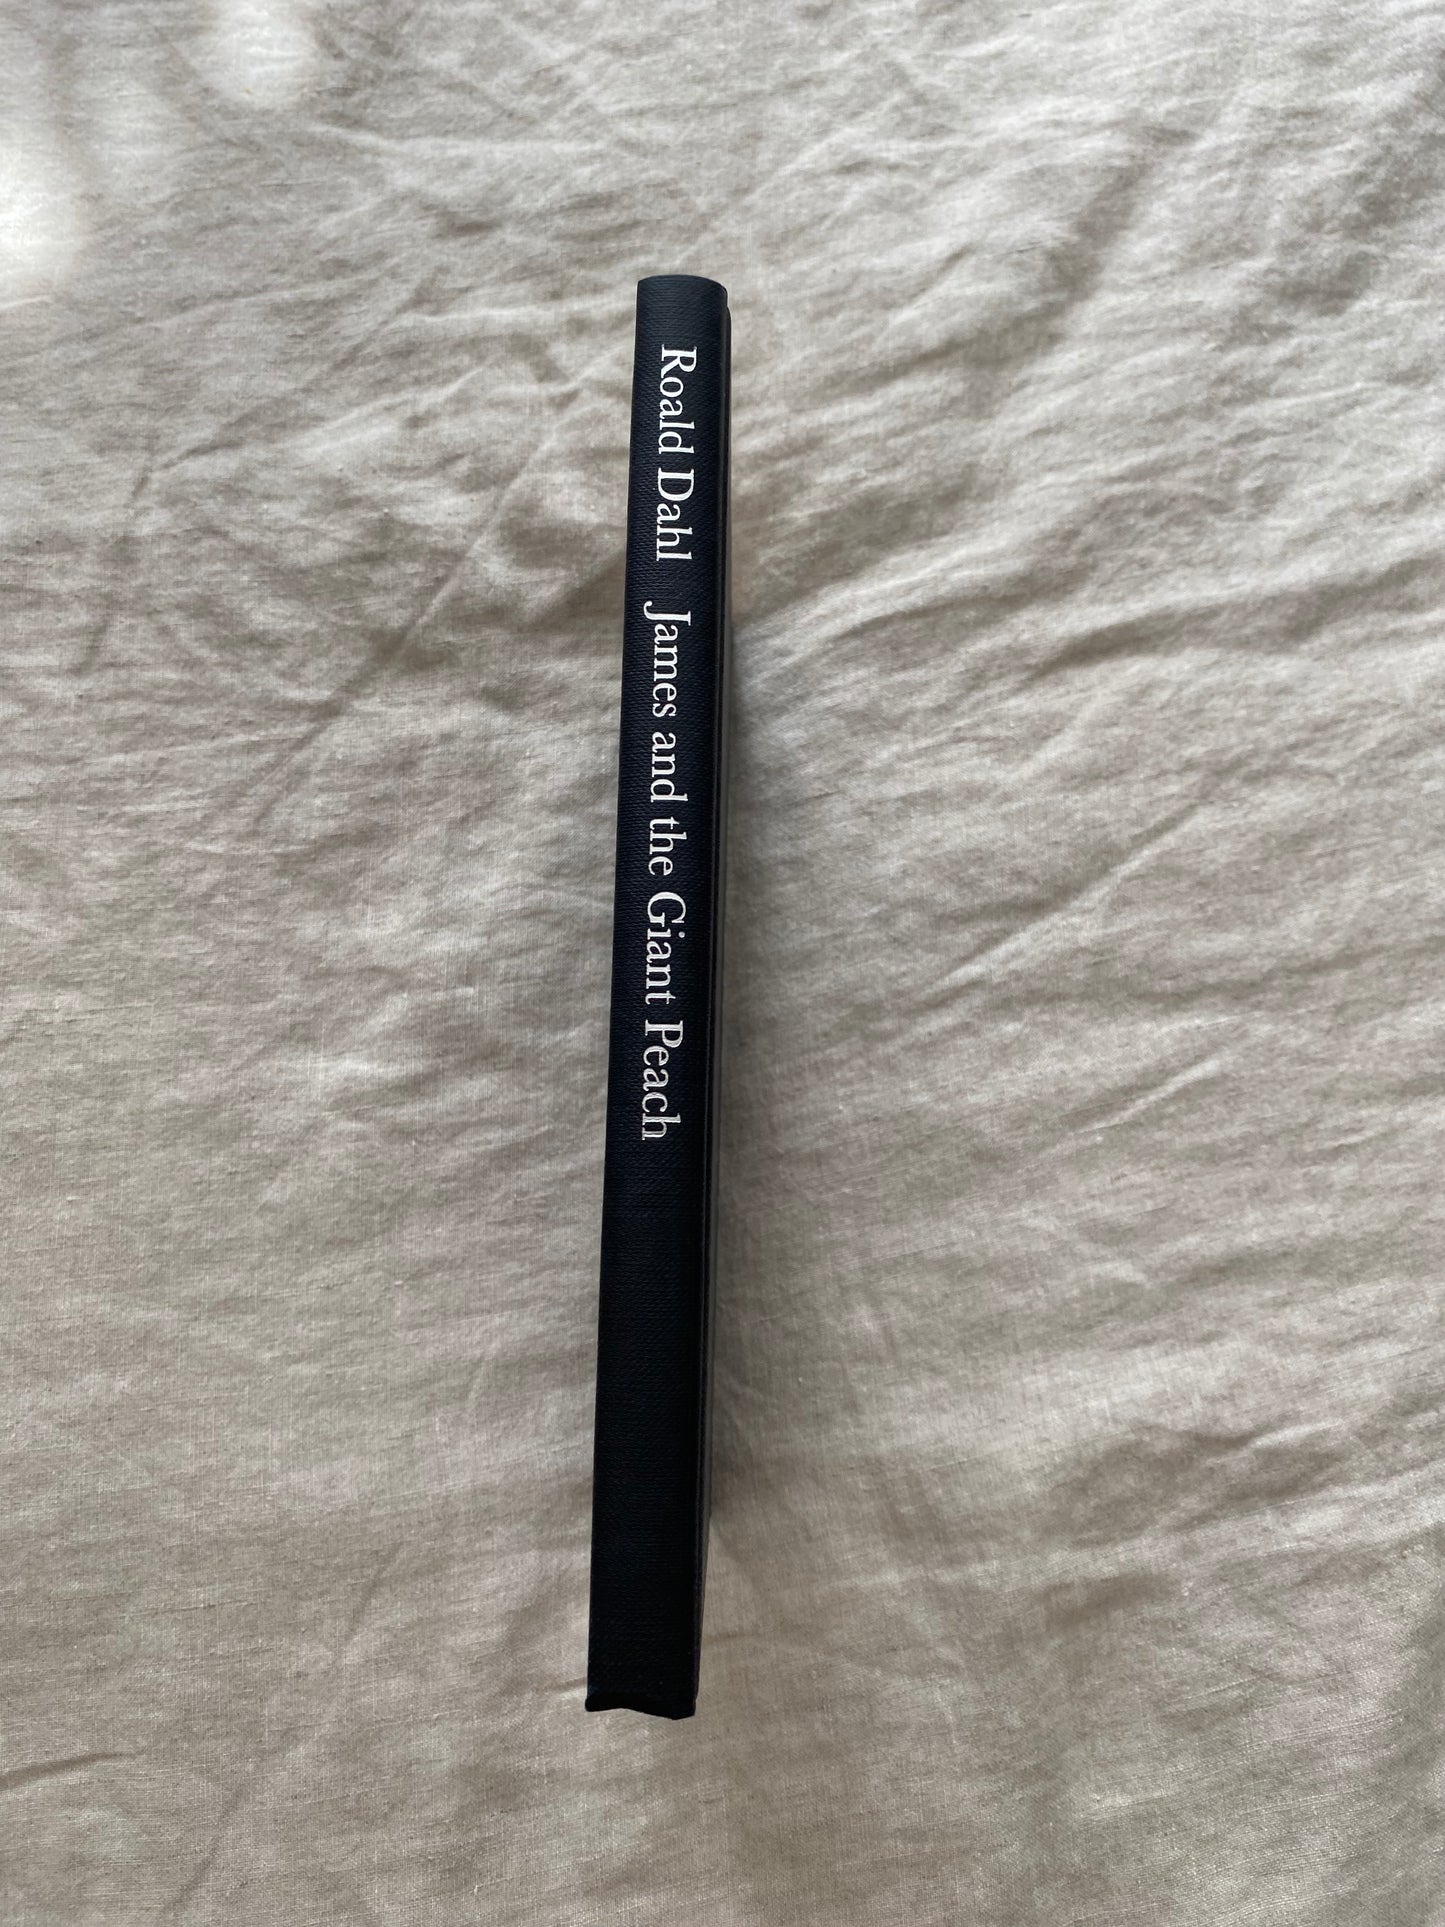 Roald Dahl James and the Giant Peach